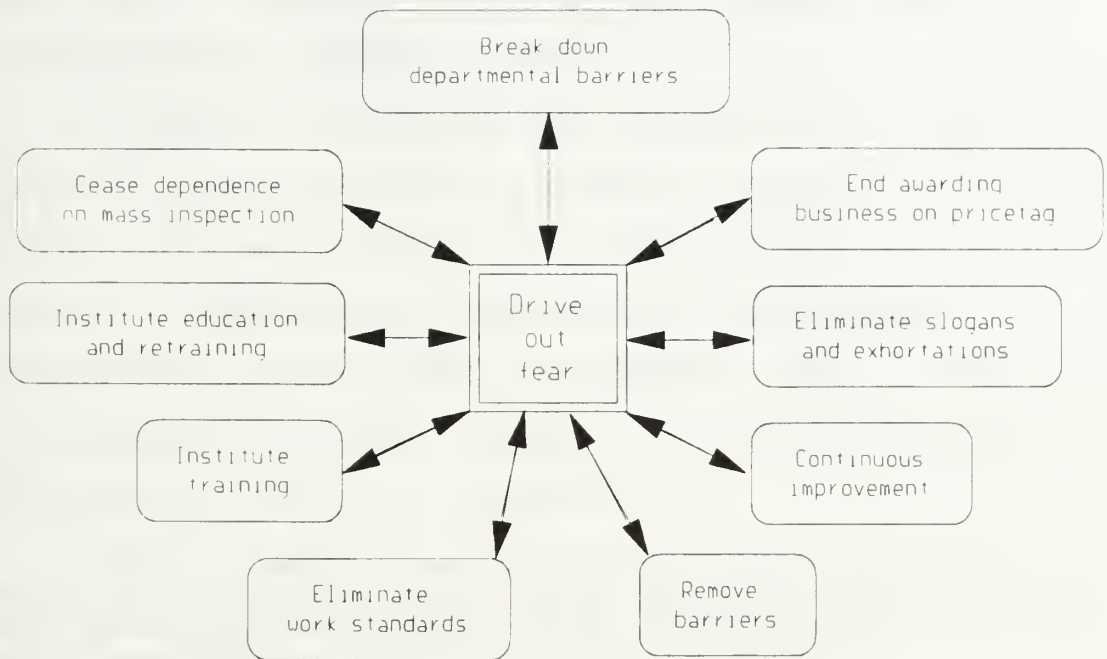 Break down
departmental barriers
Cease dependence
on mass inspection
End awarding
business on pricetag
Institute education
and retraining
Drive
out
fear
Eliminate slogans
and exhortations
Institute
training
Continuous
improvement
Eliminate
work standards
Remove
barriers